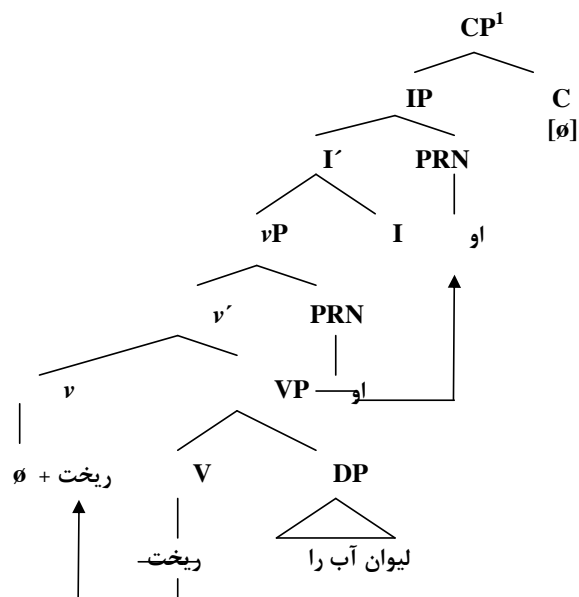 CP¹
IP C
[ø]
I´ PRN
vP I او
v´ PRN
v VP او
ø + ریخت V DP
ریخت لیوان آب را